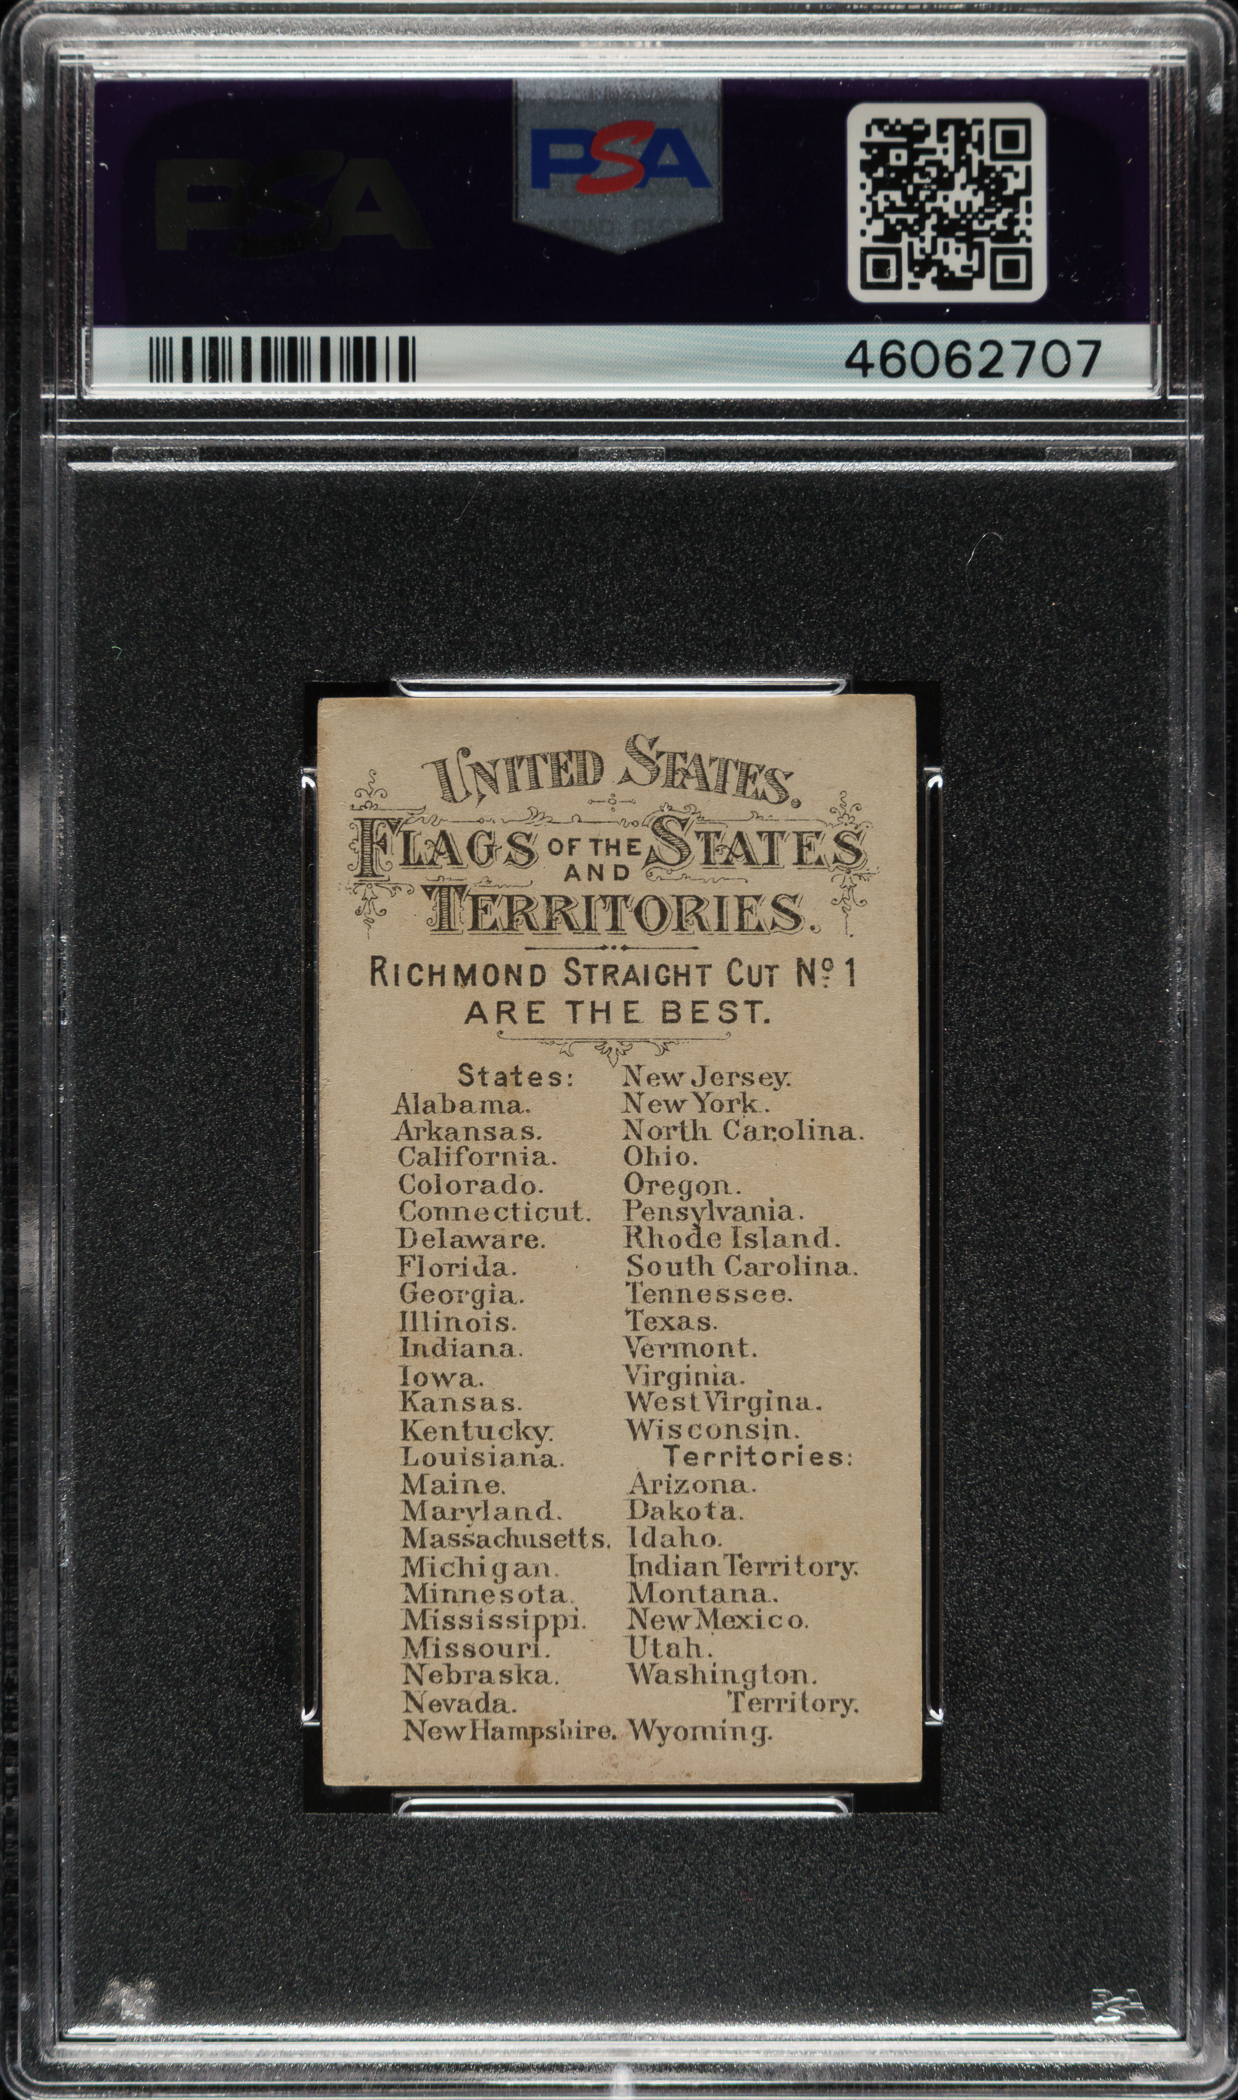 PSA
PSA
46062707
UNITED STATES.
FLAGS OF THE STATES
AND
TERRITORIES.
RICHMOND STRAIGHT CUT Nº 1
ARE THE BEST.
States:
Alabama.
Arkansas.
California.
Colorado.
Connecticut.
Delaware.
Florida.
Georgia.
Illinois.
Indiana.
Iowa.
Kansas.
Kentucky.
Louisiana.
Maine.
Maryland.
Massachusetts.
Michigan.
Minnesota.
Mississippi.
Missouri.
Nebraska.
Nevada.
New Hampshire.
New Jersey.
New York.
North Carolina.
Ohio.
Oregon.
Pensylvania.
Rhode Island.
South Carolina.
Tennessee.
Texas.
Vermont.
Virginia.
West Virgina.
Wisconsin.
Territories:
Arizona.
Dakota.
Idaho.
Indian Territory.
Montana.
New Mexico.
Utah.
Washington.
Territory.
Wyoming.
PSA